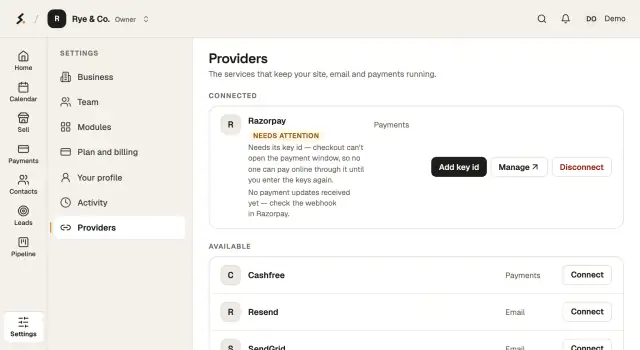 / R Rye & Co. Owner DO Demo
Home
Calendar
Sell
Payments
Contacts
Leads
Pipeline
Settings
SETTINGS
Business
Team
Modules
Plan and billing
Your profile
Activity
Providers
Providers
The services that keep your site, email and payments running.
CONNECTED
R Razorpay Payments
NEEDS ATTENTION
Needs its key id — checkout can't
open the payment window, so no
one can pay online through it until
you enter the keys again.
No payment updates received
yet — check the webhook
in Razorpay.
Add key id Manage ↗ Disconnect
AVAILABLE
C Cashfree Payments Connect
R Resend Email Connect
S SendGrid Email Connect